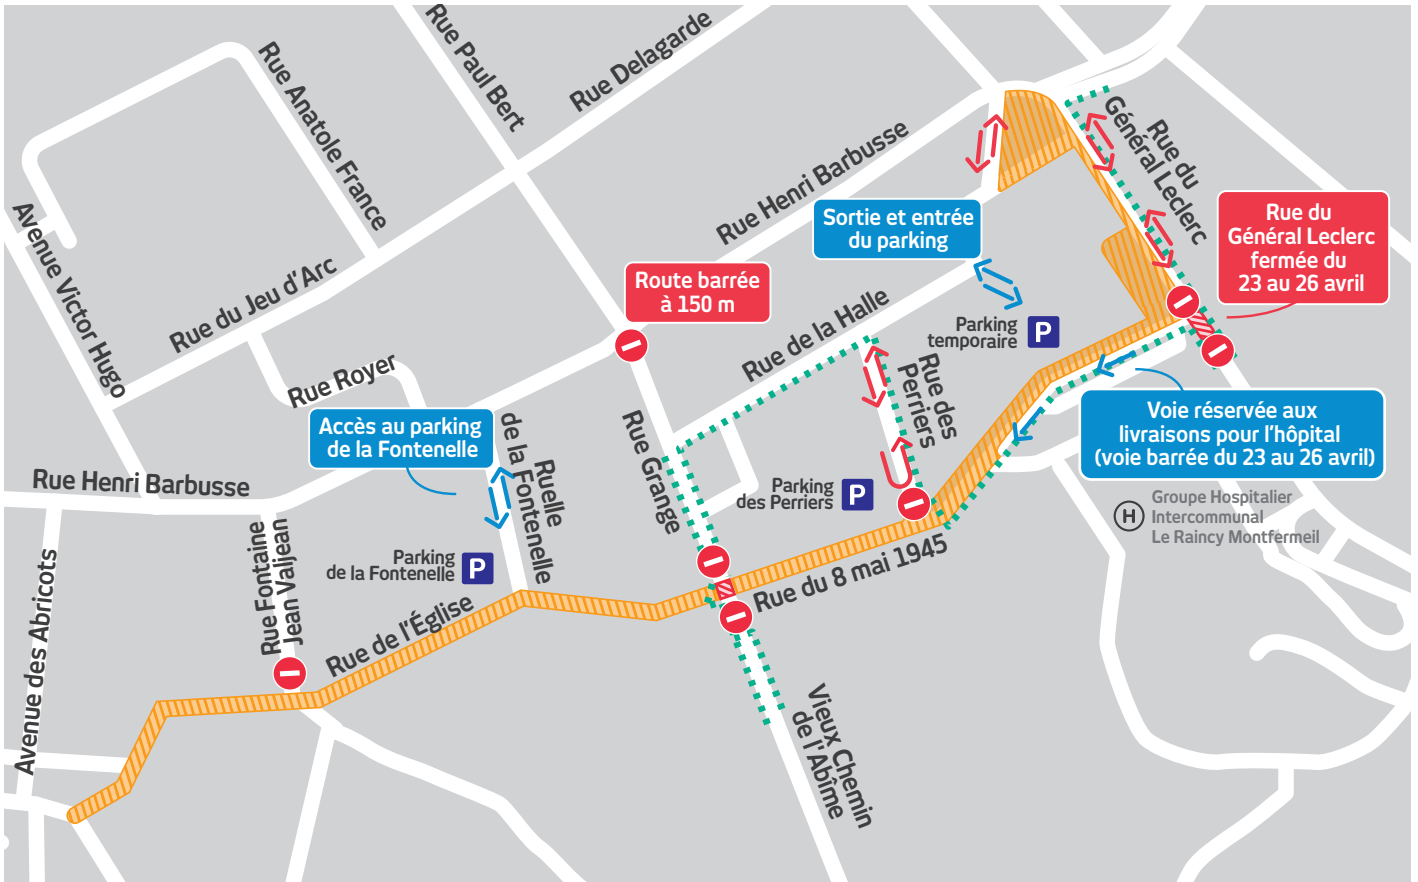 Rue Paul Bert
Rue Delagarde
Rue Anatole France
Avenue Victor Hugo
Rue du Jeu d'Arc
Rue Royer
Rue Henri Barbusse
Rue du
Général Leclerc
Sortie et entrée
du parking
Rue du
Général Leclerc
fermée du
23 au 26 avril
Route barrée
à 150 m
Rue de la Halle
Parking
temporaire
P
Rue des
Perriers
Accès au parking
de la Fontenelle
Ruelle
de la Fontenelle
Rue Grange
Voie réservée aux
livraisons pour l'hôpital
(voie barrée du 23 au 26 avril)
Rue Henri Barbusse
Parking
des Perriers
P
H
Groupe Hospitalier
Intercommunal
Le Raincy Montfermeil
Avenue des Abricots
Rue Fontaine
Jean Valjean
Parking
de la Fontenelle
P
Rue de l'Église
Rue du 8 mai 1945
Vieux Chemin
de l'Abîme